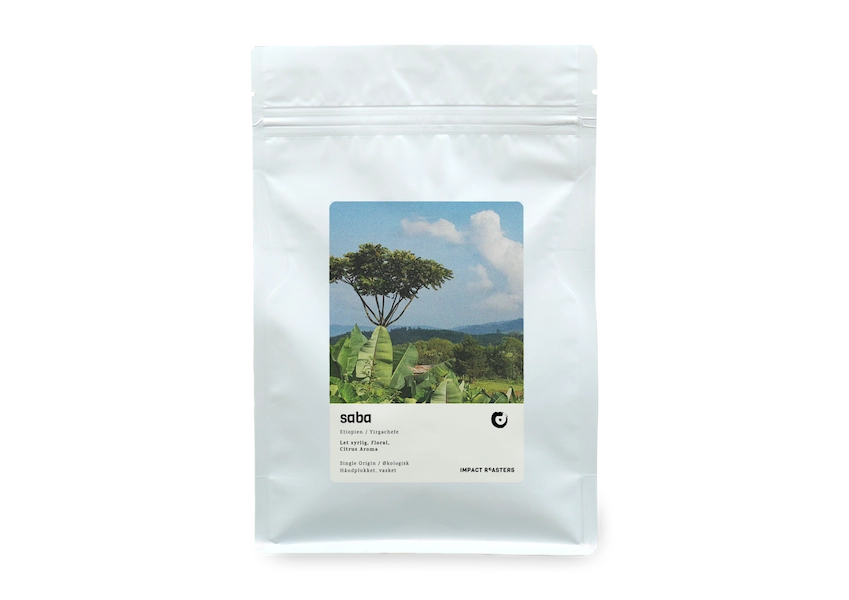 saba
Etiopien / Yirgachefe
Let syrlig, floral,
Citrus Aroma
Single Origin / Økologisk
Håndplukket, vasket
IMPACT ROASTERS